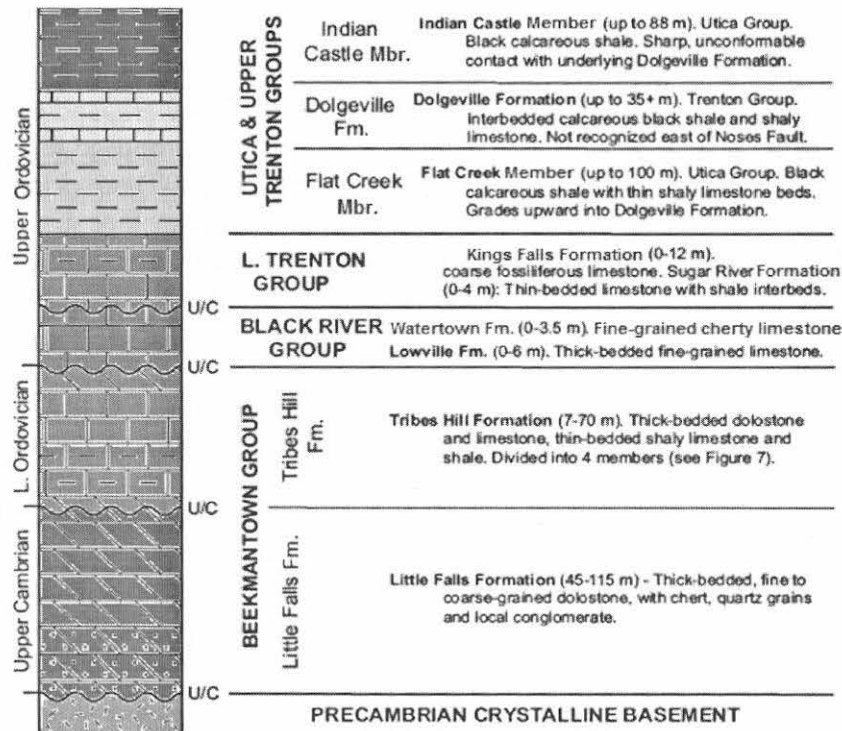 Upper Ordovician
L. Ordovician
Upper Cambrian
U/C
U/C
U/C
U/C
UTICA & UPPER
TRENTON GROUPS
Indian
Castle Mbr.
Indian Castle Member (up to 88 m). Utica Group.
Black calcareous shale. Sharp, unconformable
contact with underlying Dolgeville Formation.
Dolgeville
Fm.
Dolgeville Formation (up to 35+ m). Trenton Group.
Interbedded calcareous black shale and shaly
limestone. Not recognized east of Noses Fault.
Flat Creek
Mbr.
Flat Creek Member (up to 100 m). Utica Group. Black
calcareous shale with thin shaly limestone beds.
Grades upward into Dolgeville Formation.
L. TRENTON
GROUP
Kings Falls Formation (0-12 m).
coarse fossiliferous limestone. Sugar River Formation
(0-4 m): Thin-bedded limestone with shale interbeds.
BLACK RIVER
GROUP
Watertown Fm. (0-3.5 m). Fine-grained cherty limestone
Lowville Fm. (0-6 m). Thick-bedded fine-grained limestone.
BEEKMANTOWN GROUP
Tribes Hill
Fm.
Tribes Hill Formation (7-70 m). Thick-bedded dolostone
and limestone, thin-bedded shaly limestone and
shale. Divided into 4 members (see Figure 7).
Little Falls Fm.
Little Falls Formation (45-115 m) - Thick-bedded, fine to
coarse-grained dolostone, with chert, quartz grains
and local conglomerate.
PRECAMBRIAN CRYSTALLINE BASEMENT